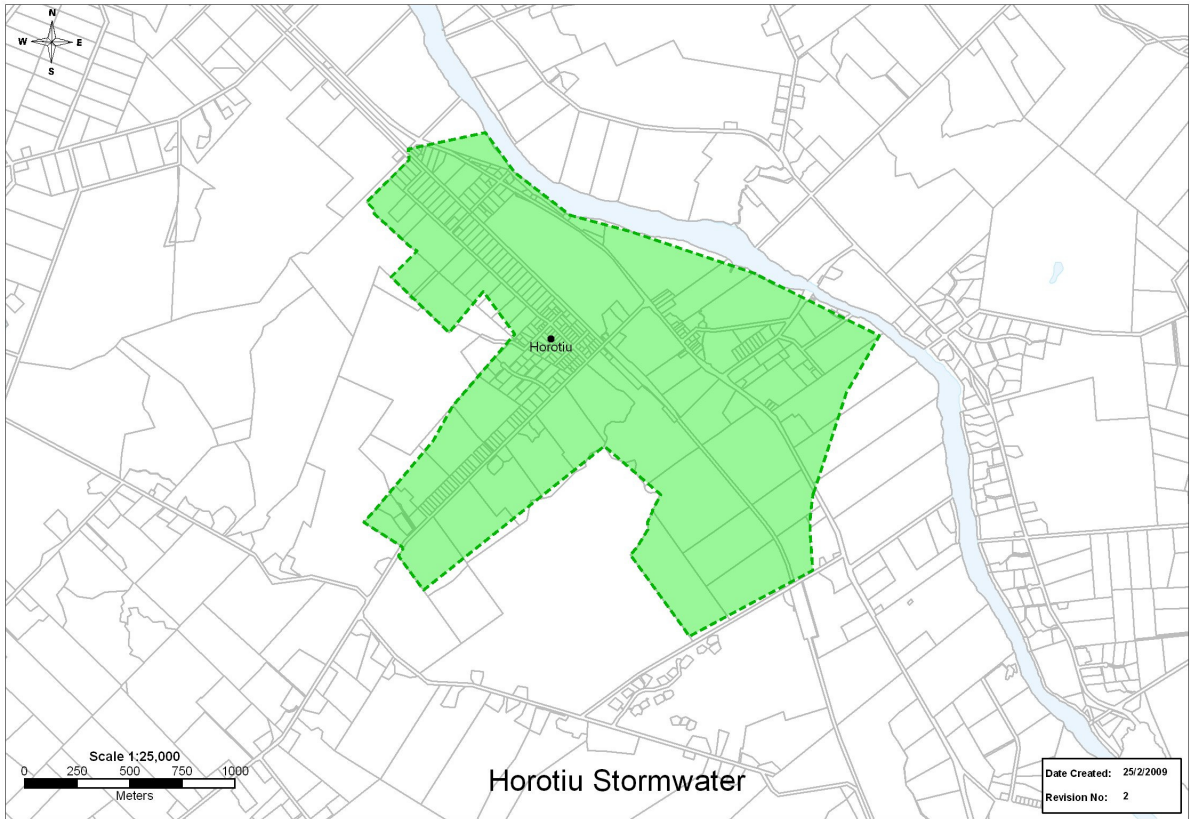 N
W E
S
Horotiu
Scale 1:25,000
0 250 500 750 1000
Meters
Horotiu Stormwater
Date Created: 25/2/2009
Revision No: 2